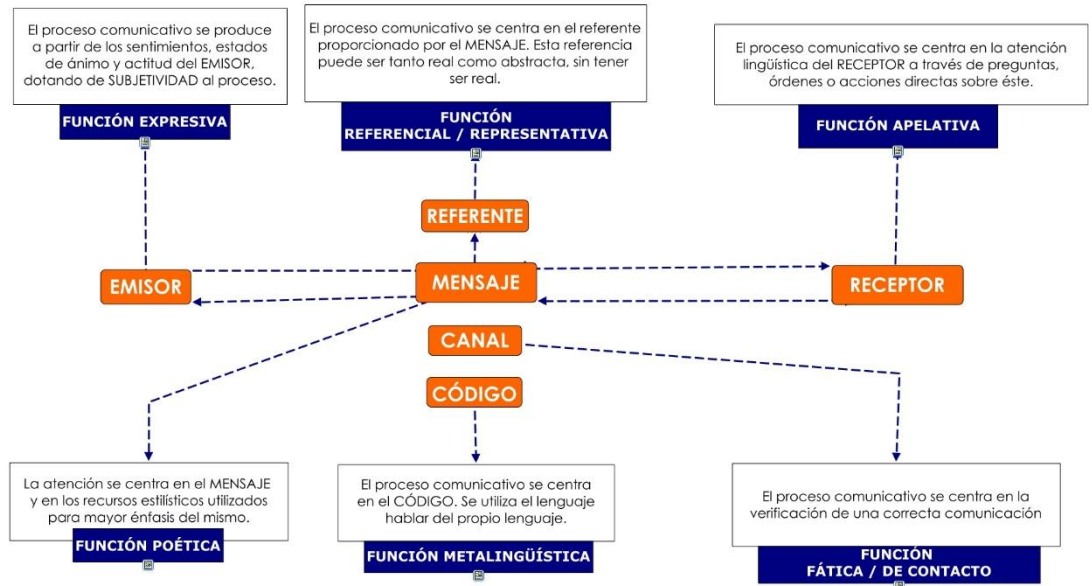 El proceso comunicativo se produce
a partir de los sentimientos, estados
de ánimo y actitud del EMISOR,
dotando de SUBJETIVIDAD al proceso.
FUNCIÓN EXPRESIVA
El proceso comunicativo se centra en el referente
proporcionado por el MENSAJE. Esta referencia
puede ser tanto real como abstracta, sin tener
ser real.
FUNCIÓN
REFERENCIAL / REPRESENTATIVA
El proceso comunicativo se centra en la atención
lingüística del RECEPTOR a través de preguntas,
órdenes o acciones directas sobre éste.
FUNCIÓN APELATIVA
REFERENTE
EMISOR
MENSAJE
RECEPTOR
CANAL
CÓDIGO
La atención se centra en el MENSAJE
y en los recursos estilísticos utilizados
para mayor énfasis del mismo.
FUNCIÓN POÉTICA
El proceso comunicativo se centra
en el CÓDIGO. Se utiliza el lenguaje
hablar del propio lenguaje.
FUNCIÓN METALINGÜÍSTICA
El proceso comunicativo se centra en la
verificación de una correcta comunicación
FUNCIÓN
FÁTICA / DE CONTACTO